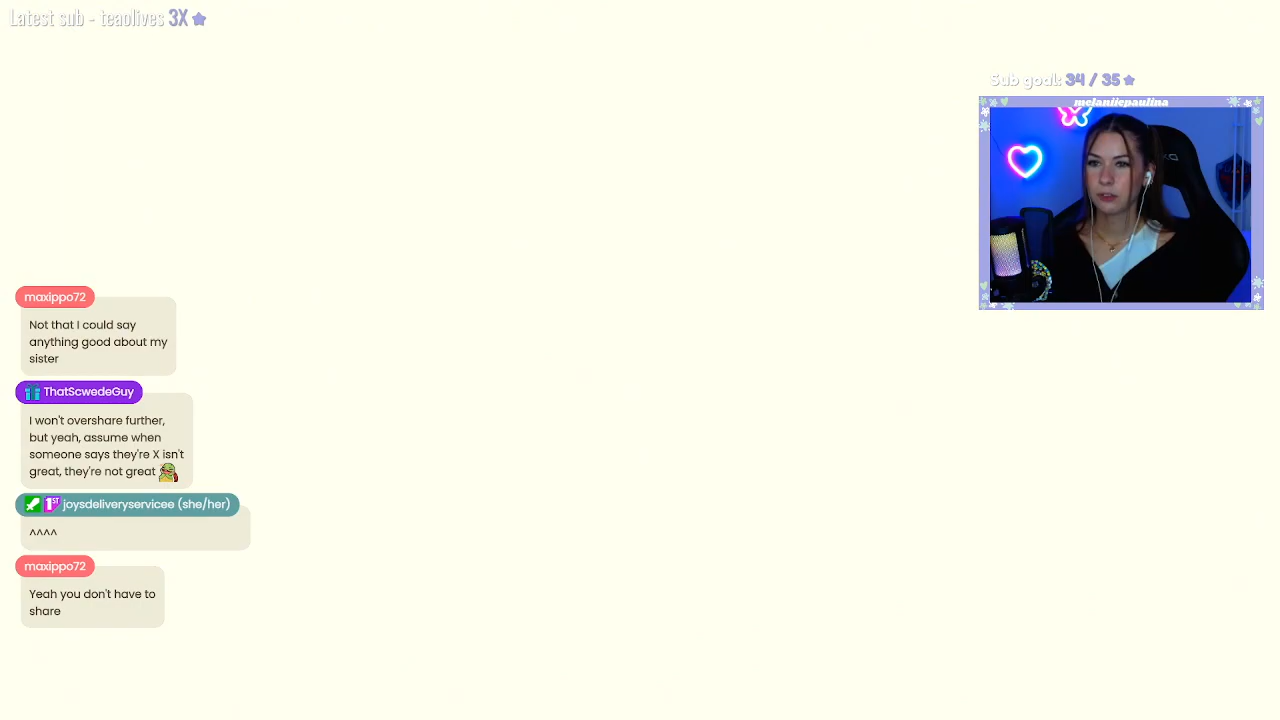 Latest sub - teaolives 3X
Sub goal: 34 / 35
melaniiepaulina
maxippo72
Not that I could say
anything good about my
sister
ThatScwedeGuy
I won't overshare further,
but yeah, assume when
someone says they're X isn't
great, they're not great
1ST joysdeliveryservicee (she/her)
^^^^
maxippo72
Yeah you don't have to
share